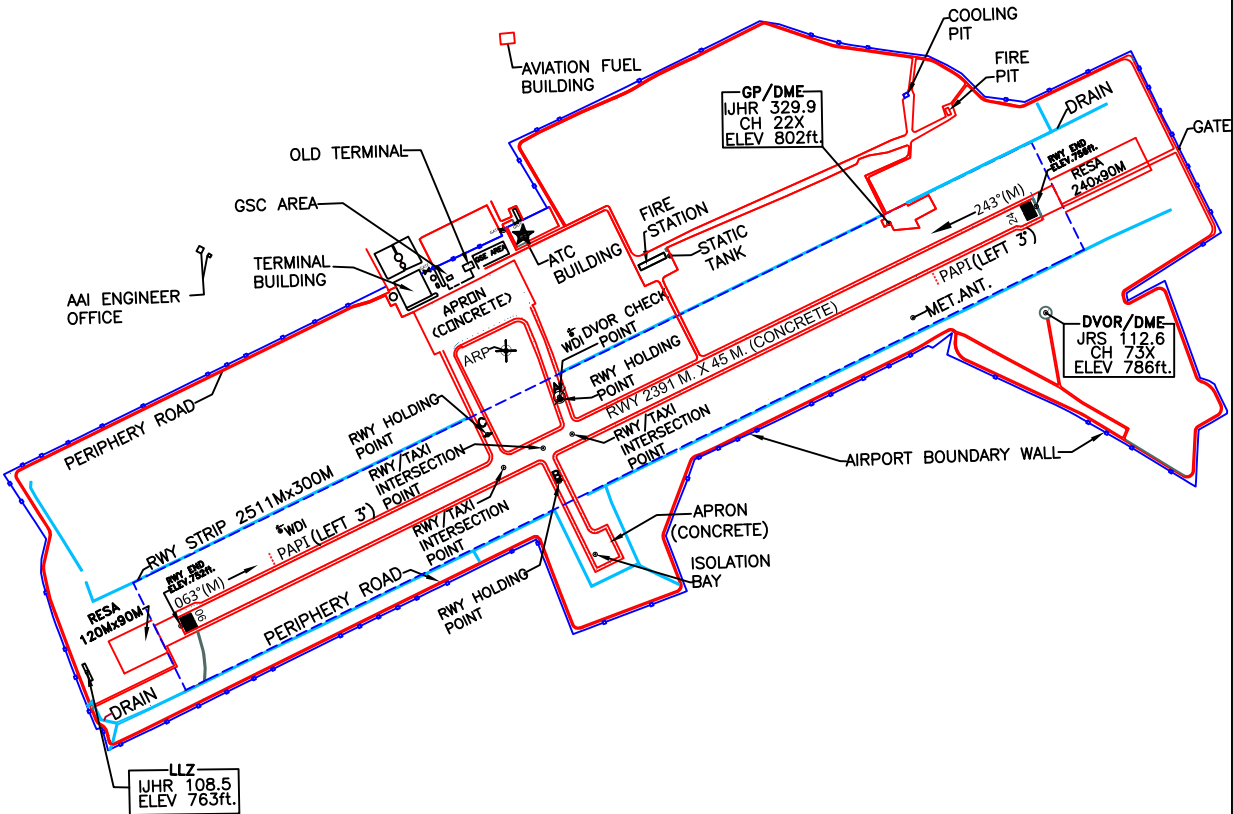 COOLING
PIT
FIRE
PIT
AVIATION FUEL
BUILDING
GP/DME
IJHR 329.9
CH 22X
ELEV 802ft.
DRAIN
GATE
OLD TERMINAL
GSC AREA
TERMINAL
BUILDING
AAI ENGINEER
OFFICE
FIRE
STATION
STATIC
TANK
ATC
BUILDING
RWY END
RESA
240x90M
243°(M)
24
PAPI (LEFT 3°)
MET.ANT.
DVOR/DME
JRS 112.6
CH 73X
ELEV 786ft.
APRON
(CONCRETE)
ARP
WDI
DVOR CHECK
POINT
A
RWY HOLDING
POINT
RWY 2391 M. X 45 M. (CONCRETE)
RWY/TAXI
INTERSECTION
POINT
AIRPORT BOUNDARY WALL
PERIPHERY ROAD
RWY HOLDING
POINT
C
RWY/TAXI
INTERSECTION
POINT
B
RWY STRIP 2511Mx300M
WDI
PAPI (LEFT 3°)
RWY/TAXI
INTERSECTION
POINT
APRON
(CONCRETE)
ISOLATION
BAY
RWY HOLDING
POINT
RWY END
ELEV.752ft.
063°(M)
06
RESA
120Mx90M
PERIPHERY ROAD
DRAIN
LLZ
IJHR 108.5
ELEV 763ft.